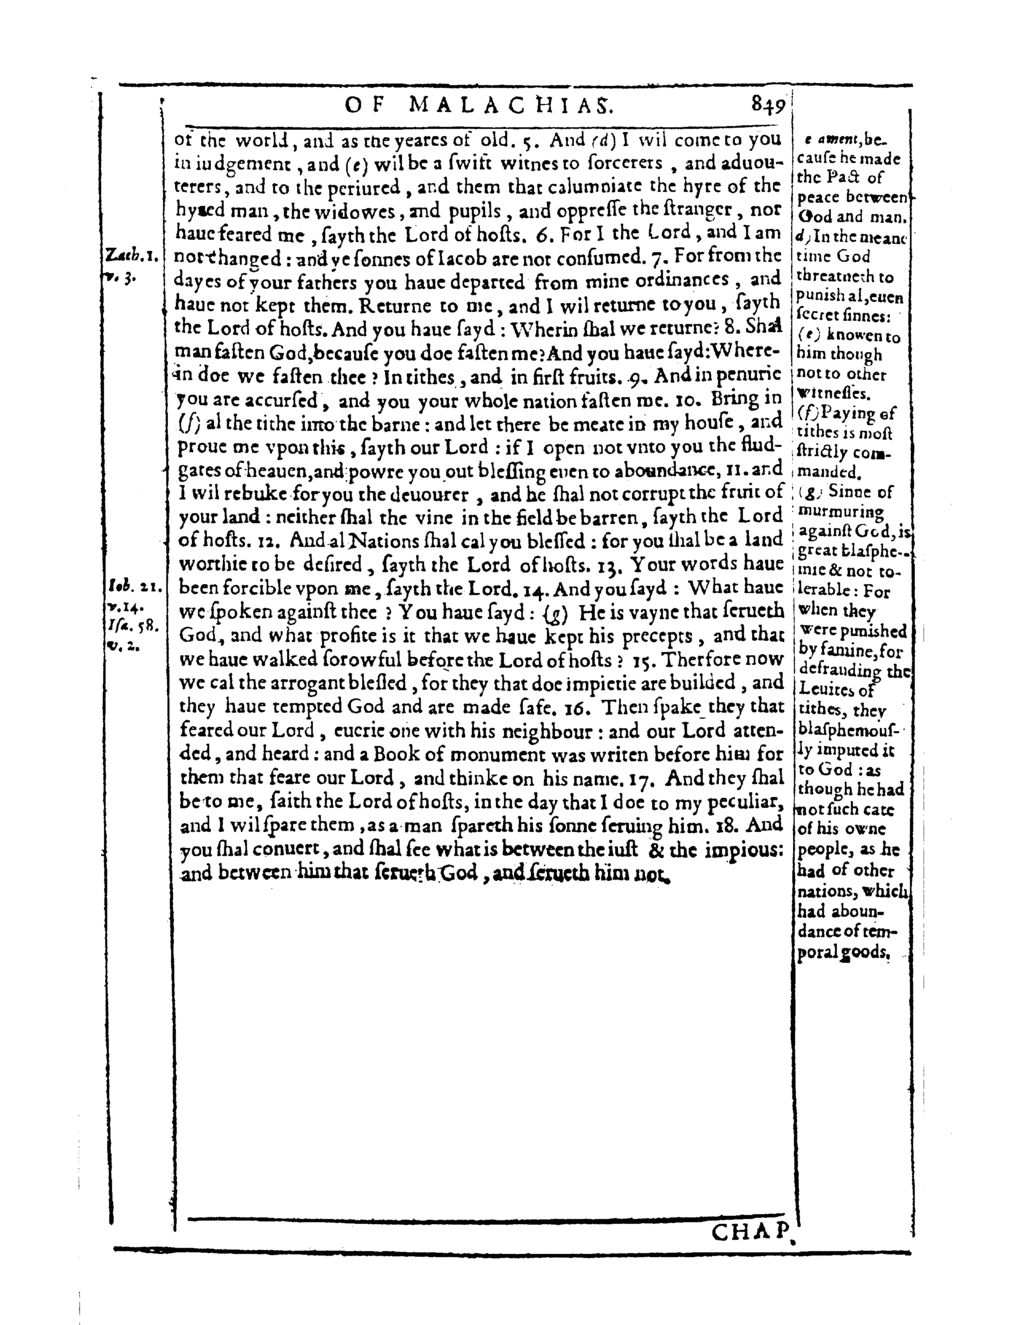 OF MALACHIAS. 849
of the world, and as the yeares of old. 5. And (d) I wil come to you
in iudgement, and (e) wil be a ſwift witnes to ſorcerers, and aduou-
terers, and to the periured, and them that calumniate the hyre of the
hyred man, the widowes, and pupils, and oppreſſe the ſtranger, nor
haue feared me, ſayth the Lord of hoſts. 6. For I the Lord, and I am
not changed: and ye ſonnes of Iacob are not conſumed. 7. For from the
dayes of your fathers you haue departed from mine ordinances, and
haue not kept them. Returne to me, and I wil returne to you, ſayth
the Lord of hoſts. And you haue ſayd: Wherin ſhal we returne? 8. Shal
man faſten God, becauſe you doe faſten me? And you haue ſayd: Where-
in doe we faſten thee? In tithes, and in firſt fruits. 9. And in penurie
you are accurſed, and you your whole nation faſten me. 10. Bring in
(f) al the tithe into the barne: and let there be meate in my houſe, and
proue me vpon this, ſayth our Lord: if I open not vnto you the flud-
gates of heauen, and powre you out bleſſing euen to aboundance, 11. and
I wil rebuke for you the deuourer, and he ſhal not corrupt the fruit of
your land: neither ſhal the vine in the field be barren, ſayth the Lord
of hoſts. 12. And al Nations ſhal cal you bleſſed: for you ſhal be a land
worthie to be deſired, ſayth the Lord of hoſts. 13. Your words haue
been forcible vpon me, ſayth the Lord. 14. And you ſayd: What haue
we ſpoken againſt thee? You haue ſayd: (g) He is vayne that ſerueth
God, and what profite is it that we haue kept his precepts, and that
we haue walked ſorowful before the Lord of hoſts? 15. Therfore now
we cal the arrogant bleſſed, for they that doe impietie are builded, and
they haue tempted God and are made ſafe. 16. Then ſpake they that
feared our Lord, euerie one with his neighbour: and our Lord atten-
ded, and heard: and a Book of monument was writen before him for
them that feare our Lord, and thinke on his name. 17. And they ſhal
be to me, ſaith the Lord of hoſts, in the day that I doe to my peculiar,
and I wil ſpare them, as a man ſpareth his ſonne ſeruing him. 18. And
you ſhal conuert, and ſhal ſee what is between the iuſt & the impious:
and between him that ſerueth God, and ſerueth him not.
Zach. 1.
v. 3.
Iob. 21.
v. 14.
Iſa. 58.
v. 2.
e ament, be-
cauſe he made
the Pact of
peace between
God and man.
d) In the meane
time God
threatneth to
puniſh al, euen
ſecret ſinnes:
(e) knowen to
him though
not to other
witneſſes.
(f) Paying of
tithes is moſt
ſtrictly com-
manded.
(g) Sinne of
murmuring
againſt God, is
great blaſphe-
mie & not to-
lerable: For
when they
were puniſhed
by famine, for
defrauding the
Leuites of
tithes, they
blaſphemouſ-
ly imputed it
to God: as
though he had
not ſuch care
of his owne
people, as he
had of other
nations, which
had aboun-
dance of tem-
poral goods.
CHAP.